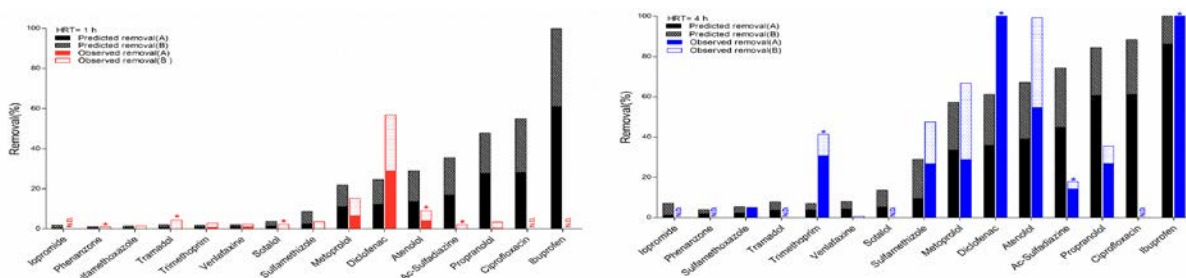 HRT= 1 h
Predicted removal(A)
Predicted removal(B)
Observed removal(A)
Observed removal(B )
Removal(%)
100
80
60
40
20
0
*
*
*
*
*
Iopromide
Phenanzone
ulfamethoxazole
Tramadol
Trimethoprim
Venlafaxine
Sotalol
Sulfamethizole
Metoprolol
Diclofenac
Atenolol
Ac-Sulfadiazine
Propranolol
Ciprofloxacin
Ibuprofen
HRT= 4 h
Predicted removal(A)
Predicted removal(B)
Observed removal(A)
Observed removal(B)
Removal(%)
100
80
60
40
20
0
*
*
*
*
Iopromide
Phenanzone
Sulfamethoxazole
Tramadol
Trimethoprim
Venlafaxine
Sotalol
Sulfamethizole
Metoprolol
Diclofenac
Atenolol
Ac-Sulfadiazine
Propranolol
Ciprofloxacin
Ibuprofen